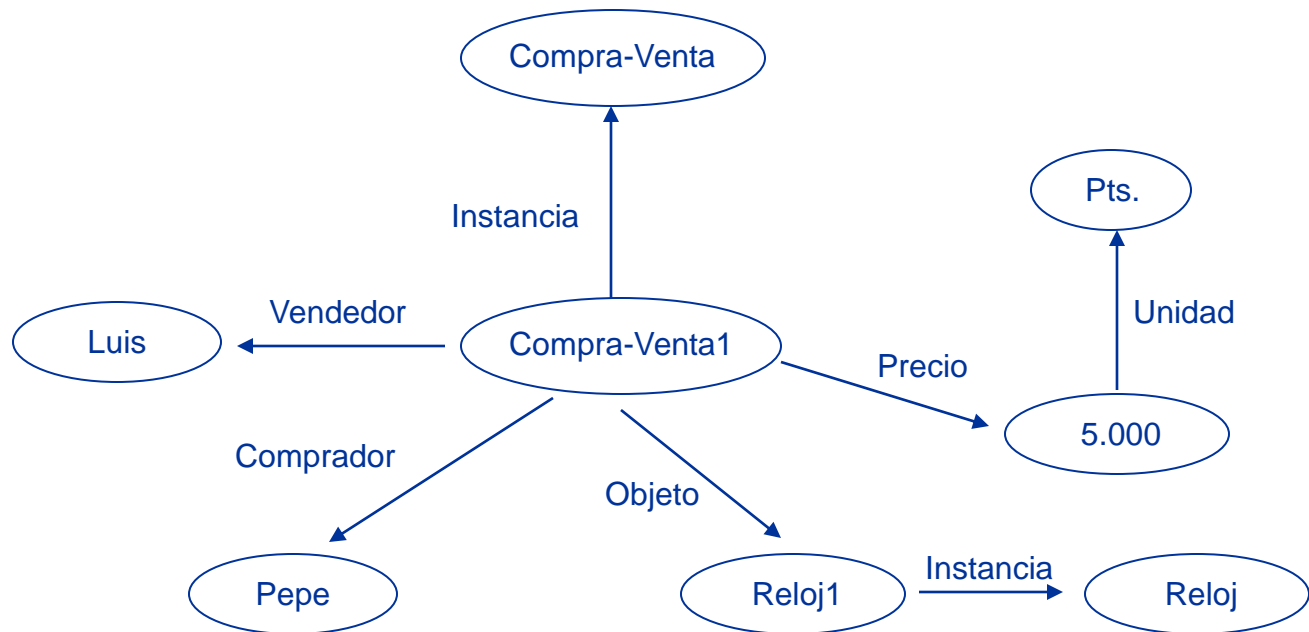 Compra-Venta
Pts.
Instancia
Vendedor
Unidad
Luis
Compra-Venta1
Precio
5.000
Comprador
Objeto
Instancia
Pepe
Reloj1
Reloj